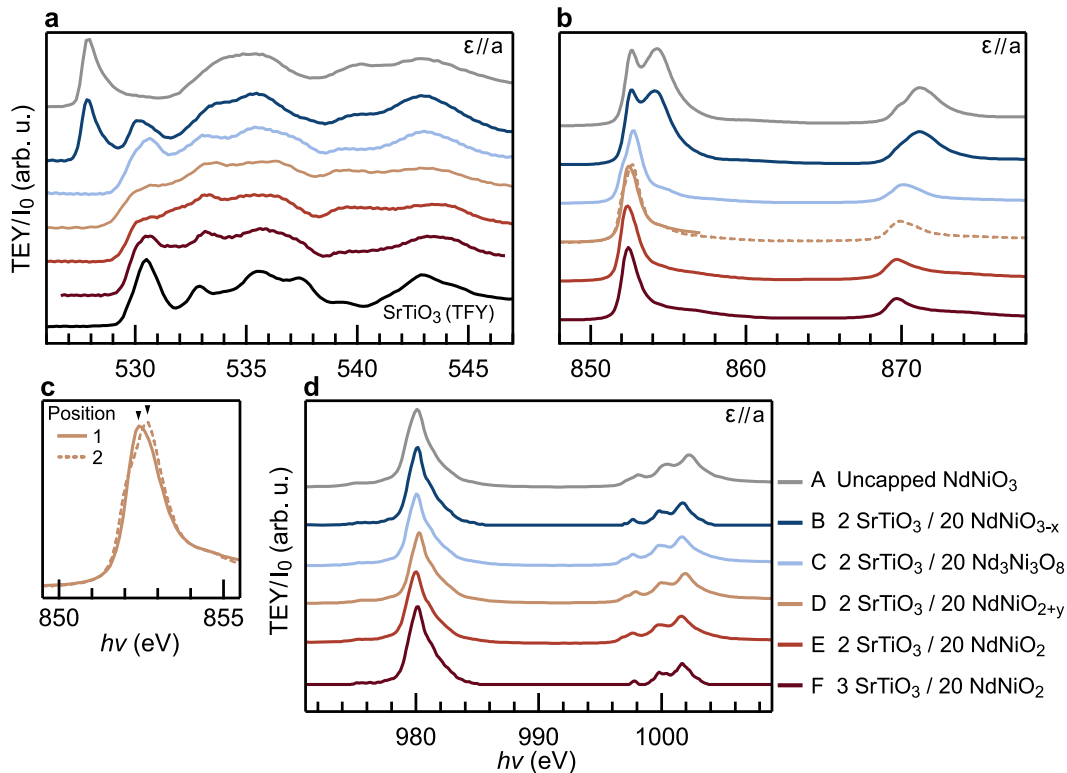 a
b
ε//a
ε//a
TEY/I0 (arb. u.)
SrTiO3 (TFY)
530
535
540
545
850
860
870
c
d
Position
1
2
ε//a
TEY/I0 (arb. u.)
A Uncapped NdNiO3
B 2 SrTiO3 / 20 NdNiO3-x
C 2 SrTiO3 / 20 Nd3Ni3O8
D 2 SrTiO3 / 20 NdNiO2+y
E 2 SrTiO3 / 20 NdNiO2
F 3 SrTiO3 / 20 NdNiO2
850
855
hν (eV)
980
990
1000
hν (eV)